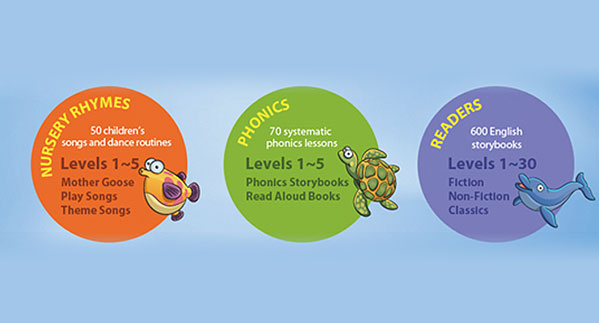 NURSERY RHYMES
50 children's
songs and dance routines
Levels 1~5
Mother Goose
Play Songs
Theme Songs
PHONICS
70 systematic
phonics lessons
Levels 1~5
Phonics Storybooks
Read Aloud Books
READERS
600 English
storybooks
Levels 1~30
Fiction
Non-Fiction
Classics